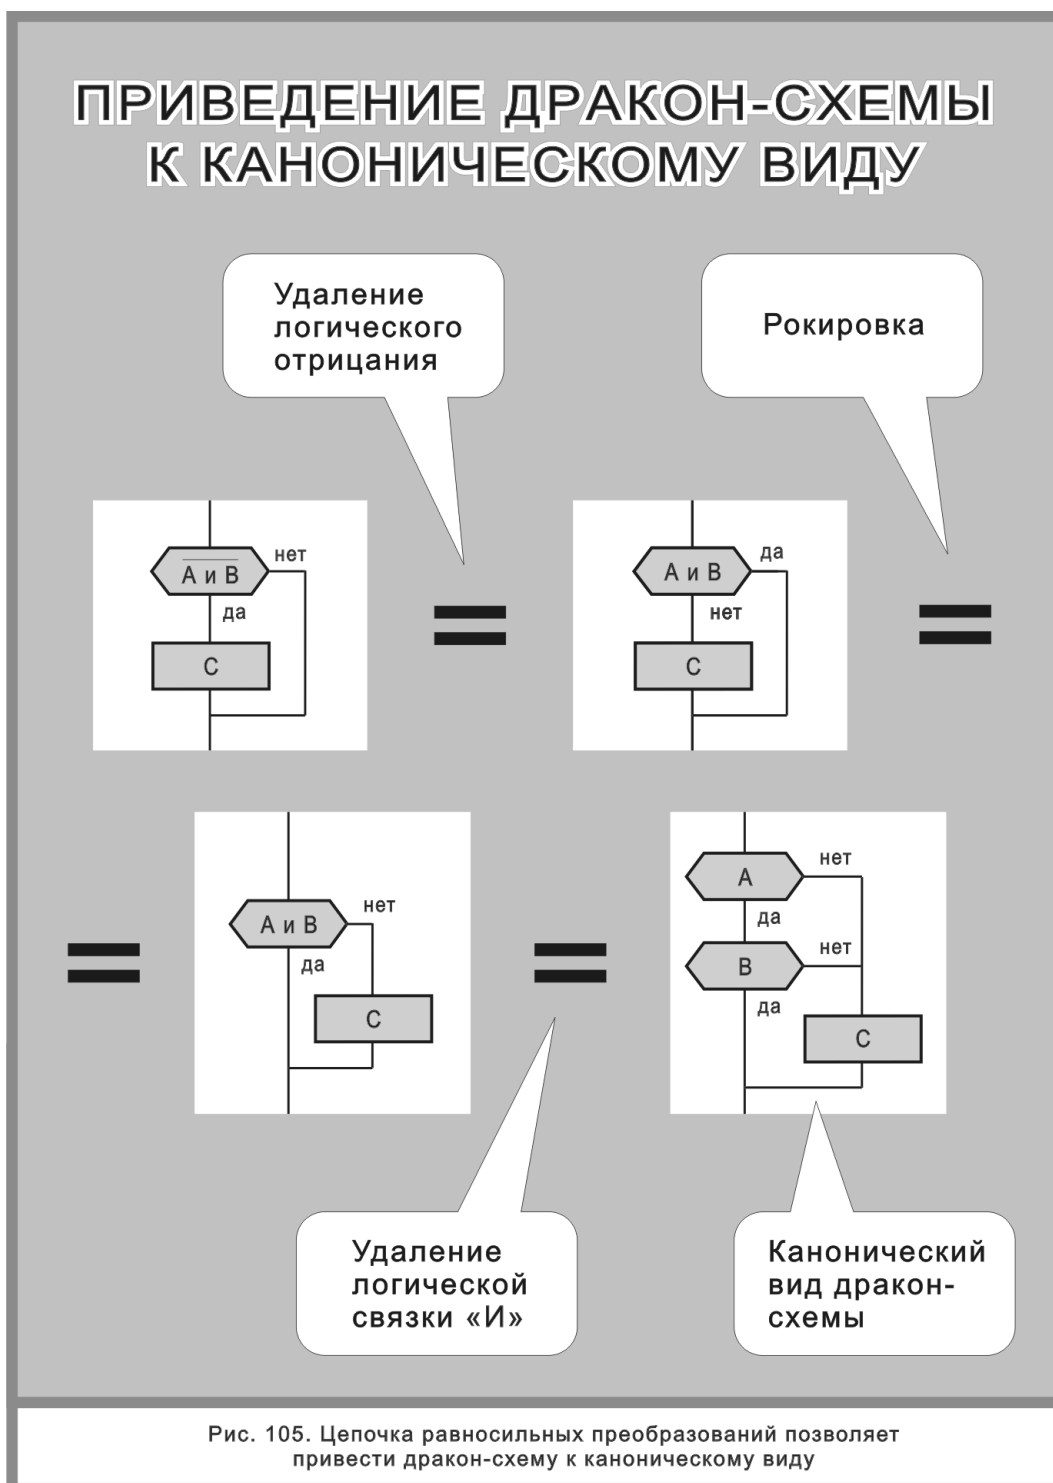 ПРИВЕДЕНИЕ ДРАКОН-СХЕМЫ
К КАНОНИЧЕСКОМУ ВИДУ
Удаление
логического
отрицания
Рокировка
A и B
нет
да
C
A и B
да
нет
C
A и B
нет
да
C
A
нет
да
B
нет
да
C
Удаление
логической
связки «И»
Канонический
вид дракон-
схемы
Рис. 105. Цепочка равносильных преобразований позволяет
привести дракон-схему к каноническому виду